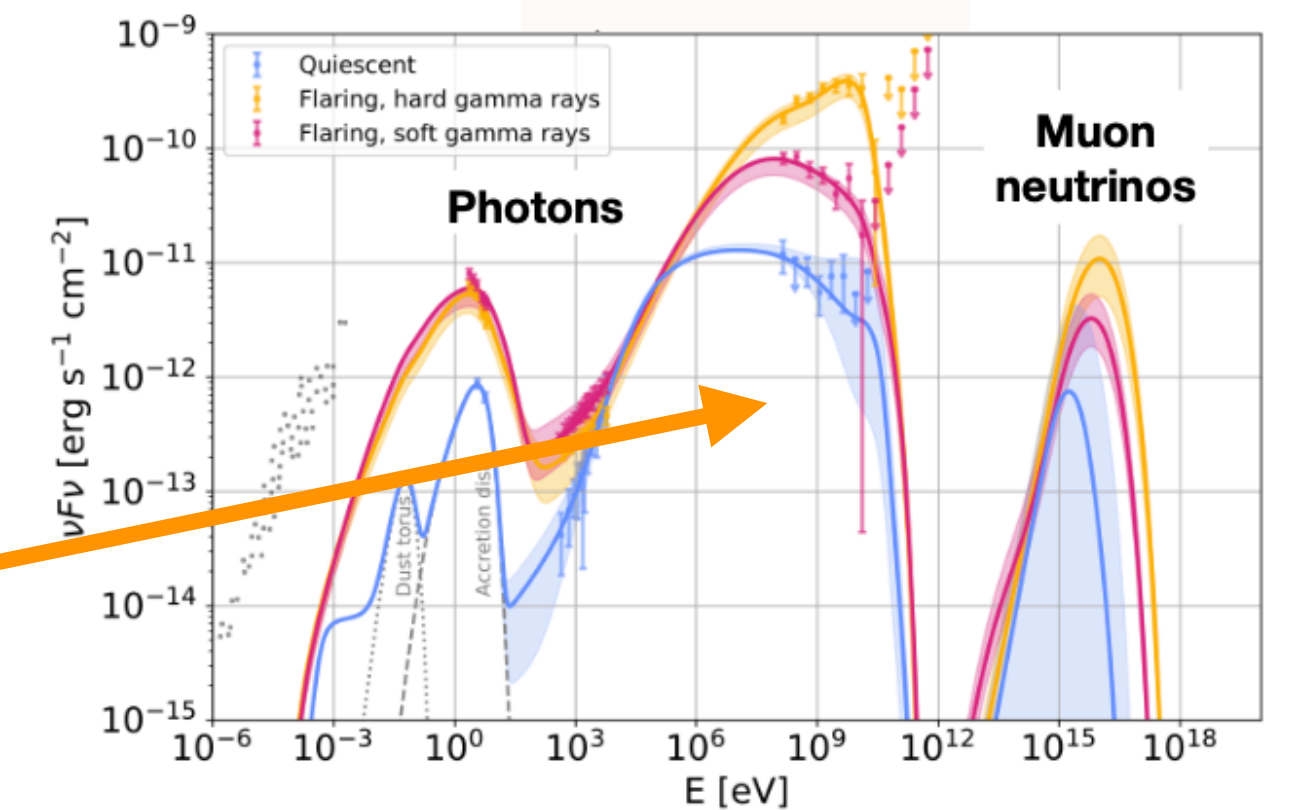 Quiescent
Flaring, hard gamma rays
Flaring, soft gamma rays
Photons
Muon
neutrinos
νFν [erg s⁻¹ cm⁻²]
10⁻⁹
10⁻¹⁰
10⁻¹¹
10⁻¹²
10⁻¹³
10⁻¹⁴
10⁻¹⁵
Dust torus
Accretion dis
10⁻⁶ 10⁻³ 10⁰ 10³ 10⁶ 10⁹ 10¹² 10¹⁵ 10¹⁸
E [eV]